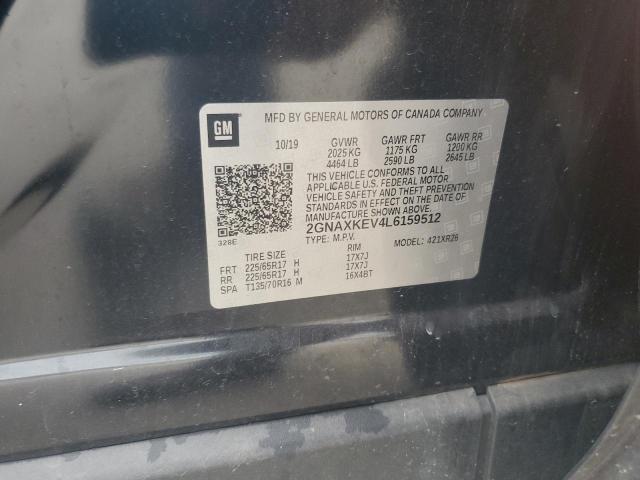 MFD BY GENERAL MOTORS OF CANADA COMPANY
GM
10/19 GVWR GAWR FRT GAWR RR
2025 KG 1175 KG 1200 KG
4464 LB 2590 LB 2645 LB
THIS VEHICLE CONFORMS TO ALL
APPLICABLE U.S. FEDERAL MOTOR
VEHICLE SAFETY AND THEFT
PREVENTION STANDARDS IN EFFECT ON
THE DATE OF MANUFACTURE SHOWN ABOVE.
2GNAXKEV4L6159512
328E
TYPE: M.P.V. MODEL: 421XR26
TIRE SIZE RIM
FRT 225/65R17 H 17X7J
RR 225/65R17 H 17X7J
SPA T135/70R16 M 16X4BT